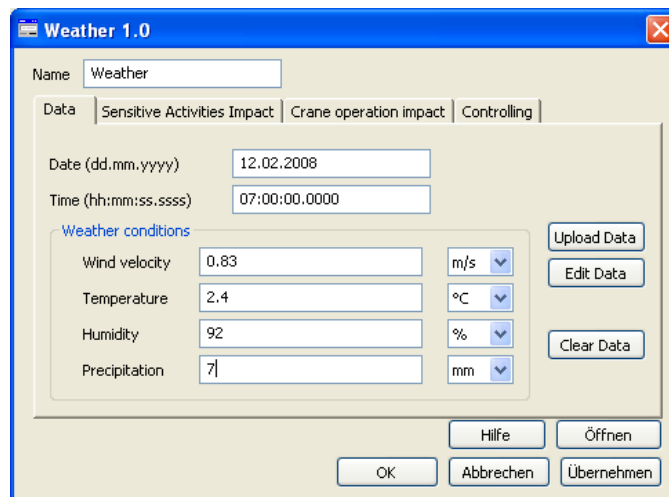 Weather 1.0
Name Weather
Data Sensitive Activities Impact Crane operation impact Controlling
Date (dd.mm.yyyy) 12.02.2008
Time (hh:mm:ss.ssss) 07:00:00.0000
Weather conditions
Upload Data
Wind velocity 0.83 m/s
Edit Data
Temperature 2.4 °C
Humidity 92 %
Clear Data
Precipitation 7 mm
Hilfe Öffnen
OK Abbrechen Übernehmen